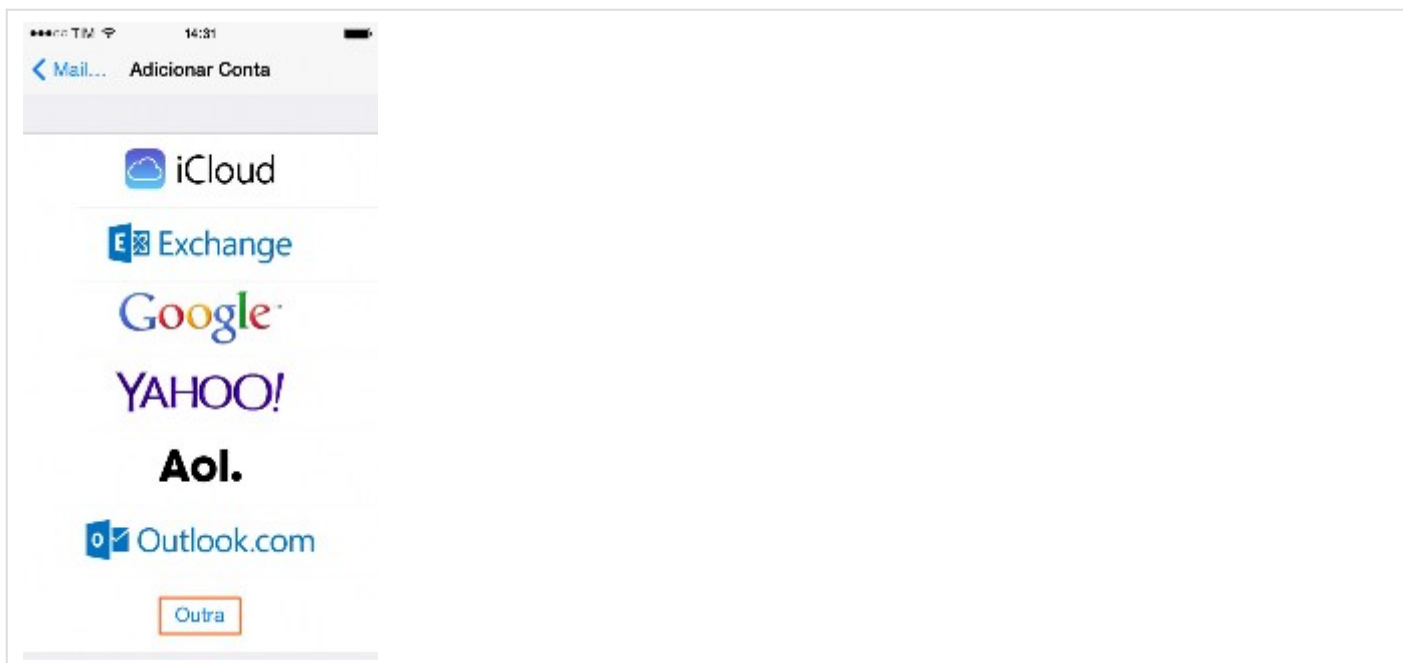 TIM 14:31
Mail... Adicionar Conta
iCloud
E Exchange
Google
YAHOO!
Aol.
o Outlook.com
Outra